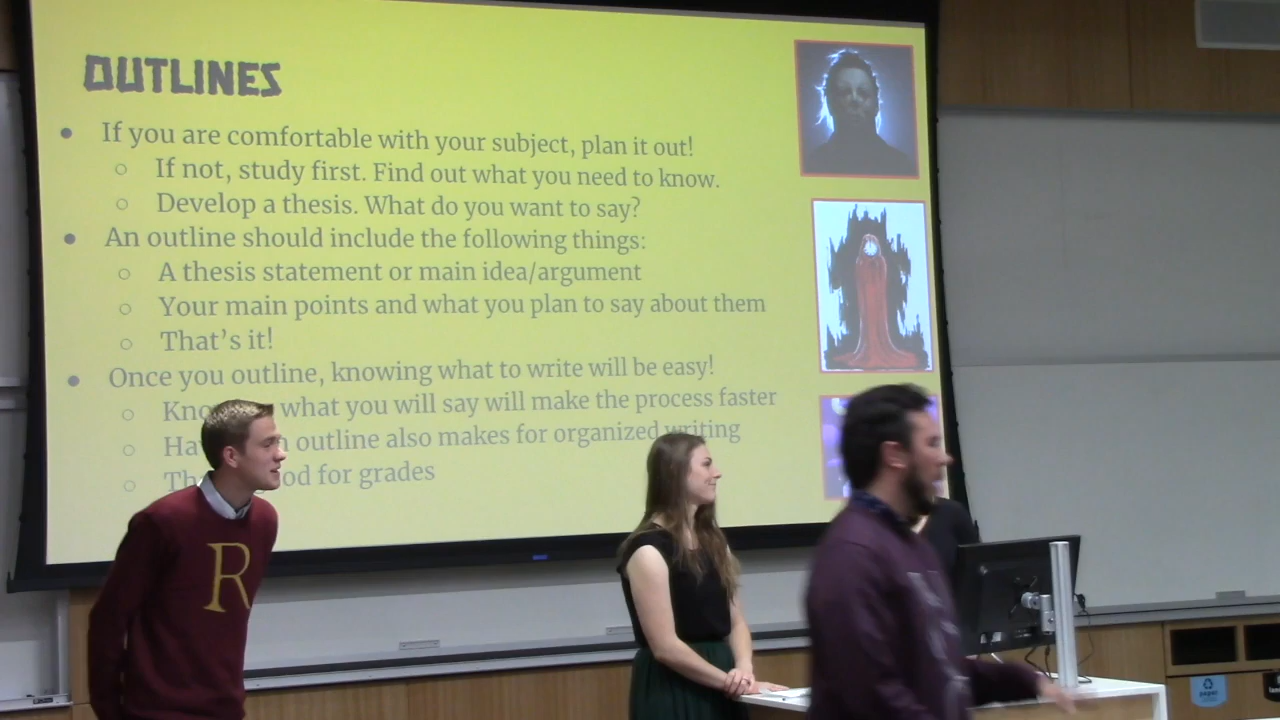 OUTLINES
If you are comfortable with your subject, plan it out!
If not, study first. Find out what you need to know.
Develop a thesis. What do you want to say?
An outline should include the following things:
A thesis statement or main idea/argument
Your main points and what you plan to say about them
That's it!
Once you outline, knowing what to write will be easy!
what you will say will make the process faster
outline also makes for organized writing
for grades
R
paper